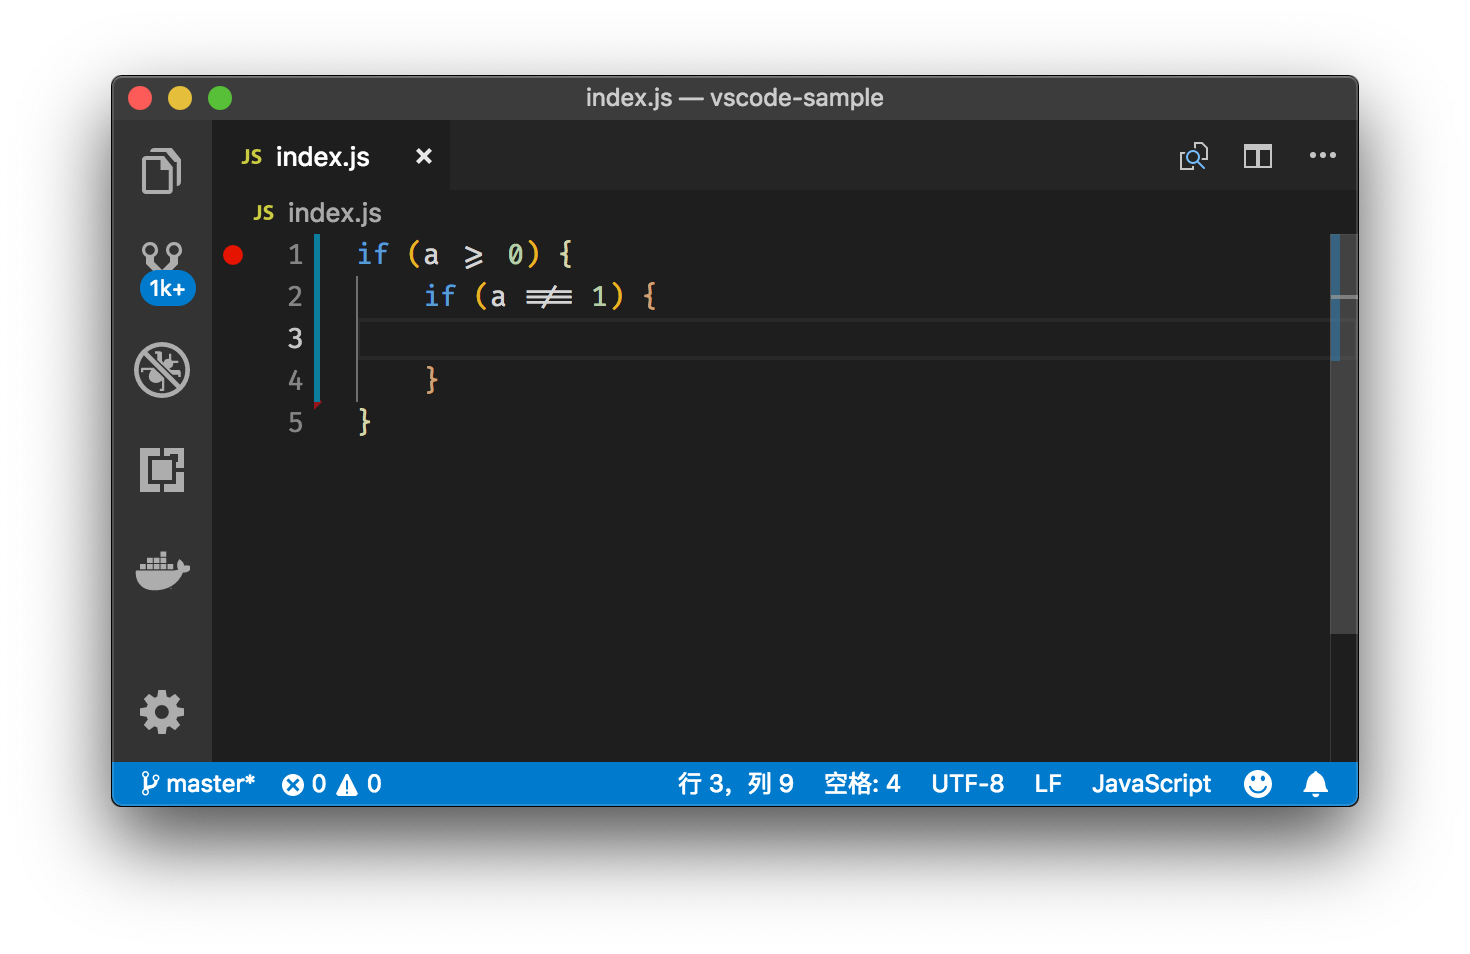 index.js — vscode-sample
JS index.js ×
JS index.js
1 if (a >= 0) {
2 if (a !== 1) {
3
4 }
5 }
1k+
master* 0 0 行 3，列 9 空格: 4 UTF-8 LF JavaScript